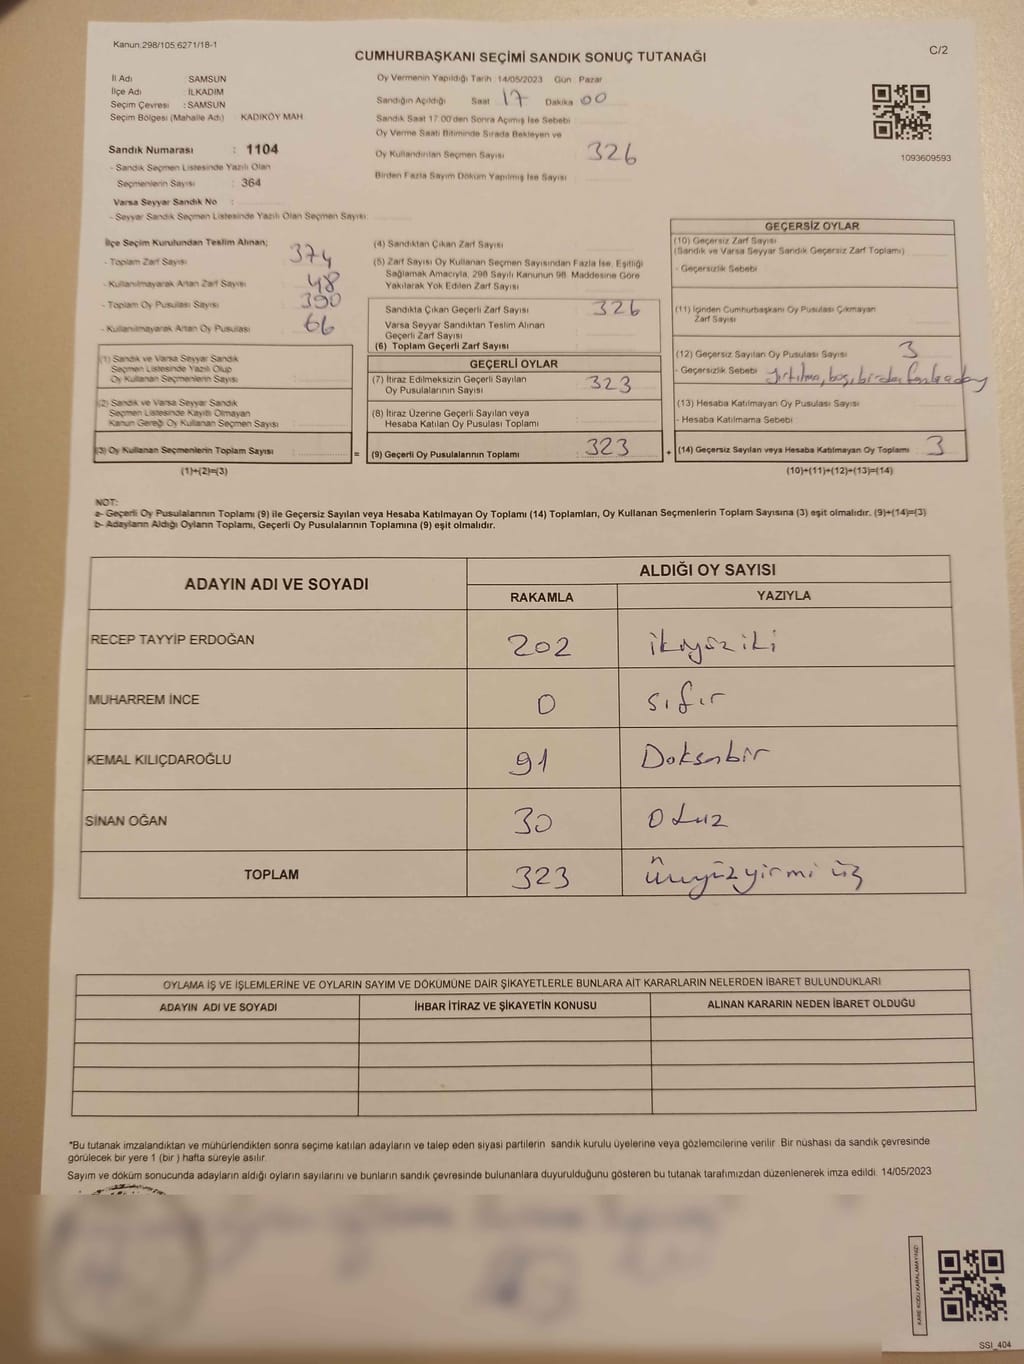 Kanun:298/105,6271/18-1
C/2
CUMHURBAŞKANI SEÇİMİ SANDIK SONUÇ TUTANAĞI
İl Adı SAMSUN
İlçe Adı : İLKADIM
Seçim Çevresi : SAMSUN
Seçim Bölgesi (Mahalle Adı) KADIKÖY MAH
Sandık Numarası : 1104
- Sandık Seçmen Listesinde Yazılı Olan
Seçmenlerin Sayısı : 364
Varsa Seyyar Sandık No :
- Seyyar Sandık Seçmen Listesinde Yazılı Olan Seçmen Sayısı:
Oy Vermenin Yapıldığı Tarih :14/05/2023 Gün : Pazar
Sandığın Açıldığı Saat 17 Dakika 00
Sandık Saat 17:00'den Sonra Açımış İse Sebebi
Oy Verme Saati Bitiminde Sırada Bekleyen ve
Oy Kullandırılan Seçmen Sayısı 326
Birden Fazla Sayım Döküm Yapılmış İse Sayısı
1093609593
İlçe Seçim Kurulundan Teslim Alınan;
- Toplam Zarf Sayısı 374
- Kullanılmayarak Artan Zarf Sayısı 48
- Toplam Oy Pusulası Sayısı 390
- Kullanılmayarak Artan Oy Pusulası 66
(1) Sandık ve Varsa Seyyar Sandık
Seçmen Listesinde Yazılı Olup
Oy Kullanan Seçmenlerin Sayısı
(2) Sandık ve Varsa Seyyar Sandık
Seçmen Listesinde Kayıtlı Olmayan
Kanun Gereği Oy Kullanan Seçmen Sayısı
(3) Oy Kullanan Seçmenlerin Toplam Sayısı
(1)+(2)=(3)
(4) Sandıktan Çıkan Zarf Sayısı
(5) Zarf Sayısı Oy Kullanan Seçmen Sayısından Fazla İse, Eşitliği
Sağlamak Amacıyla, 298 Sayılı Kanunun 98. Maddesine Göre
Yakılarak Yok Edilen Zarf Sayısı
Sandıkta Çıkan Geçerli Zarf Sayısı 326
Varsa Seyyar Sandıktan Teslim Alınan
Geçerli Zarf Sayısı
(6) Toplam Geçerli Zarf Sayısı
GEÇERLİ OYLAR
(7) İtiraz Edilmeksizin Geçerli Sayılan
Oy Pusulalarının Sayısı 323
(8) İtiraz Üzerine Geçerli Sayılan veya
Hesaba Katılan Oy Pusulası Toplamı
= (9) Geçerli Oy Pusulalarının Toplamı 323
GEÇERSİZ OYLAR
(10) Geçersiz Zarf Sayısı
(Sandık ve Varsa Seyyar Sandık Geçersiz Zarf Toplamı)
- Geçersizlik Sebebi
(11) İçinden Cumhurbaşkanı Oy Pusulası Çıkmayan
Zarf Sayısı
(12) Geçersiz Sayılan Oy Pusulası Sayısı 3
- Geçersizlik Sebebi yırtılma, boş, birden fazla aday
(13) Hesaba Katılmayan Oy Pusulası Sayısı
- Hesaba Katılmama Sebebi
+ (14) Geçersiz Sayılan veya Hesaba Katılmayan Oy Toplamı 3
(10)+(11)+(12)+(13)=(14)
NOT:
a- Geçerli Oy Pusulalarının Toplamı (9) ile Geçersiz Sayılan veya Hesaba Katılmayan Oy Toplamı (14) Toplamları, Oy Kullanan Seçmenlerin Toplam Sayısına (3) eşit olmalıdır. (9)+(14)=(3)
b- Adayların Aldığı Oyların Toplamı, Geçerli Oy Pusulalarının Toplamına (9) eşit olmalıdır.
ADAYIN ADI VE SOYADI ALDIĞI OY SAYISI
RAKAMLA YAZIYLA
RECEP TAYYİP ERDOĞAN 202 ikiyüz iki
MUHARREM İNCE 0 sıfır
KEMAL KILIÇDAROĞLU 91 Doksanbir
SİNAN OĞAN 30 Otuz
TOPLAM 323 üçyüzyirmi üç
OYLAMA İŞ VE İŞLEMLERİNE VE OYLARIN SAYIM VE DÖKÜMÜNE DAİR ŞİKAYETLERLE BUNLARA AİT KARARLARIN NELERDEN İBARET BULUNDUKLARI
ADAYIN ADI VE SOYADI İHBAR İTİRAZ VE ŞİKAYETİN KONUSU ALINAN KARARIN NEDEN İBARET OLDUĞU
*Bu tutanak imzalandıktan ve mühürlendikten sonra seçime katılan adayların ve talep eden siyasi partilerin sandık kurulu üyelerine veya gözlemcilerine verilir. Bir nüshası da sandık çevresinde
görülecek bir yere 1 (bir ) hafta süreyle asılır.
Sayım ve döküm sonucunda adayların aldığı oyların sayılarını ve bunların sandık çevresinde bulunanlara duyurulduğunu gösteren bu tutanak tarafımızdan düzenlenerek imza edildi. 14/05/2023
KARE KODU KARALAMAYINIZ!
SSI_404